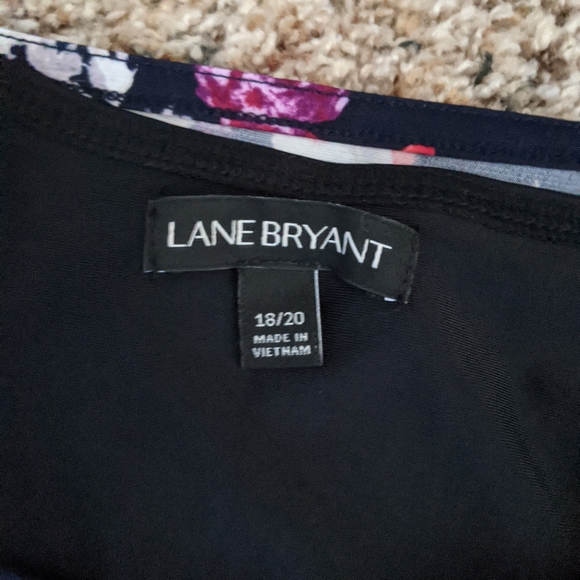 LANE BRYANT
18/20
MADE IN
VIETNAM